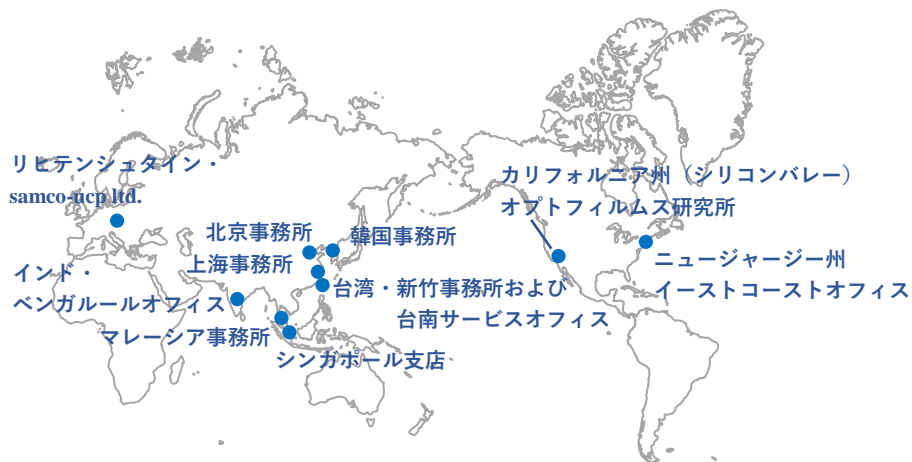 リヒテンシュタイン・
samco-ucp ltd.
北京事務所
韓国事務所
上海事務所
インド・
ベンガルールオフィス
台湾・新竹事務所および
台南サービスオフィス
マレーシア事務所
シンガポール支店
カリフォルニア州（シリコンバレー）
オプトフィルムス研究所
ニュージャージー州
イーストコーストオフィス